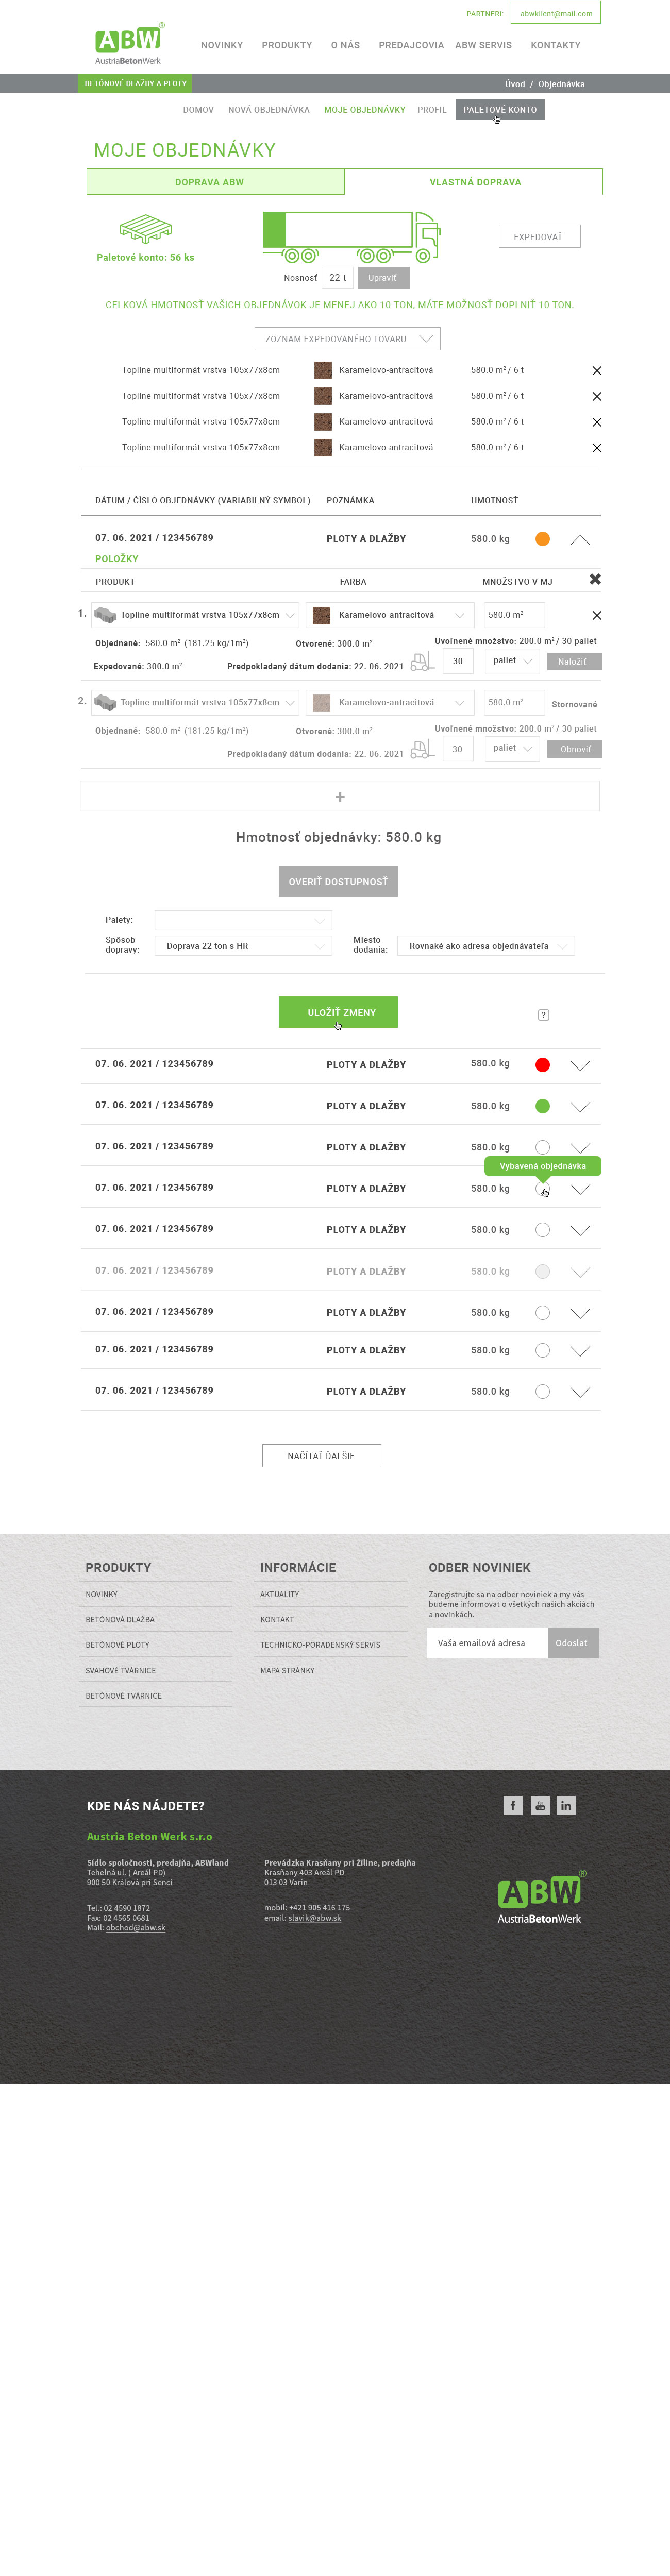 PARTNERI: abwklient@mail.com
ABW®
AustriaBetonWerk
NOVINKY PRODUKTY O NÁS PREDAJCOVIA ABW SERVIS KONTAKTY
BETÓNOVÉ DLAŽBY A PLOTY Úvod / Objednávka
DOMOV NOVÁ OBJEDNÁVKA MOJE OBJEDNÁVKY PROFIL PALETOVÉ KONTO
MOJE OBJEDNÁVKY
DOPRAVA ABW VLASTNÁ DOPRAVA
EXPEDOVAŤ
Paletové konto: 56 ks
Nosnosť 22 t Upraviť
CELKOVÁ HMOTNOSŤ VAŠICH OBJEDNÁVOK JE MENEJ AKO 10 TON, MÁTE MOŽNOSŤ DOPLNIŤ 10 TON.
ZOZNAM EXPEDOVANÉHO TOVARU
Topline multiformát vrstva 105x77x8cm Karamelovo-antracitová 580.0 m² / 6 t
Topline multiformát vrstva 105x77x8cm Karamelovo-antracitová 580.0 m² / 6 t
Topline multiformát vrstva 105x77x8cm Karamelovo-antracitová 580.0 m² / 6 t
Topline multiformát vrstva 105x77x8cm Karamelovo-antracitová 580.0 m² / 6 t
DÁTUM / ČÍSLO OBJEDNÁVKY (VARIABILNÝ SYMBOL) POZNÁMKA HMOTNOSŤ
07. 06. 2021 / 123456789 PLOTY A DLAŽBY 580.0 kg
POLOŽKY
PRODUKT FARBA MNOŽSTVO V MJ
1. Topline multiformát vrstva 105x77x8cm Karamelovo-antracitová 580.0 m²
Objednané: 580.0 m² (181.25 kg/1m²) Otvorené: 300.0 m² Uvoľnené množstvo: 200.0 m² / 30 paliet
Expedované: 300.0 m² Predpokladaný dátum dodania: 22. 06. 2021 30 paliet Naložiť
2. Topline multiformát vrstva 105x77x8cm Karamelovo-antracitová 580.0 m² Stornované
Objednané: 580.0 m² (181.25 kg/1m²) Otvorené: 300.0 m² Uvoľnené množstvo: 200.0 m² / 30 paliet
Predpokladaný dátum dodania: 22. 06. 2021 30 paliet Obnoviť
+
Hmotnosť objednávky: 580.0 kg
OVERIŤ DOSTUPNOSŤ
Palety:
Spôsob dopravy: Doprava 22 ton s HR Miesto dodania: Rovnaké ako adresa objednávateľa
ULOŽIŤ ZMENY ?
07. 06. 2021 / 123456789 PLOTY A DLAŽBY 580.0 kg
07. 06. 2021 / 123456789 PLOTY A DLAŽBY 580.0 kg
07. 06. 2021 / 123456789 PLOTY A DLAŽBY 580.0 kg
Vybavená objednávka
07. 06. 2021 / 123456789 PLOTY A DLAŽBY 580.0 kg
07. 06. 2021 / 123456789 PLOTY A DLAŽBY 580.0 kg
07. 06. 2021 / 123456789 PLOTY A DLAŽBY 580.0 kg
07. 06. 2021 / 123456789 PLOTY A DLAŽBY 580.0 kg
07. 06. 2021 / 123456789 PLOTY A DLAŽBY 580.0 kg
07. 06. 2021 / 123456789 PLOTY A DLAŽBY 580.0 kg
NAČÍTAŤ ĎALŠIE
PRODUKTY
NOVINKY
BETÓNOVÁ DLAŽBA
BETÓNOVÉ PLOTY
SVAHOVÉ TVÁRNICE
BETÓNOVÉ TVÁRNICE
INFORMÁCIE
AKTUALITY
KONTAKT
TECHNICKO-PORADENSKÝ SERVIS
MAPA STRÁNKY
ODBER NOVINIEK
Zaregistrujte sa na odber noviniek a my vás
budeme informovať o všetkých našich akciách
a novinkách.
Vaša emailová adresa Odoslať
KDE NÁS NÁJDETE?
f You Tube in
Austria Beton Werk s.r.o
Sídlo spoločnosti, predajňa, ABWland
Tehelná ul. ( Areál PD)
900 50 Kráľová pri Senci
Tel.: 02 4590 1872
Fax: 02 4565 0681
Mail: obchod@abw.sk
Prevádzka Krasňany pri Žiline, predajňa
Krasňany 403 Areál PD
013 03 Varín
mobil: +421 905 416 175
email: slavik@abw.sk
ABW®
AustriaBetonWerk